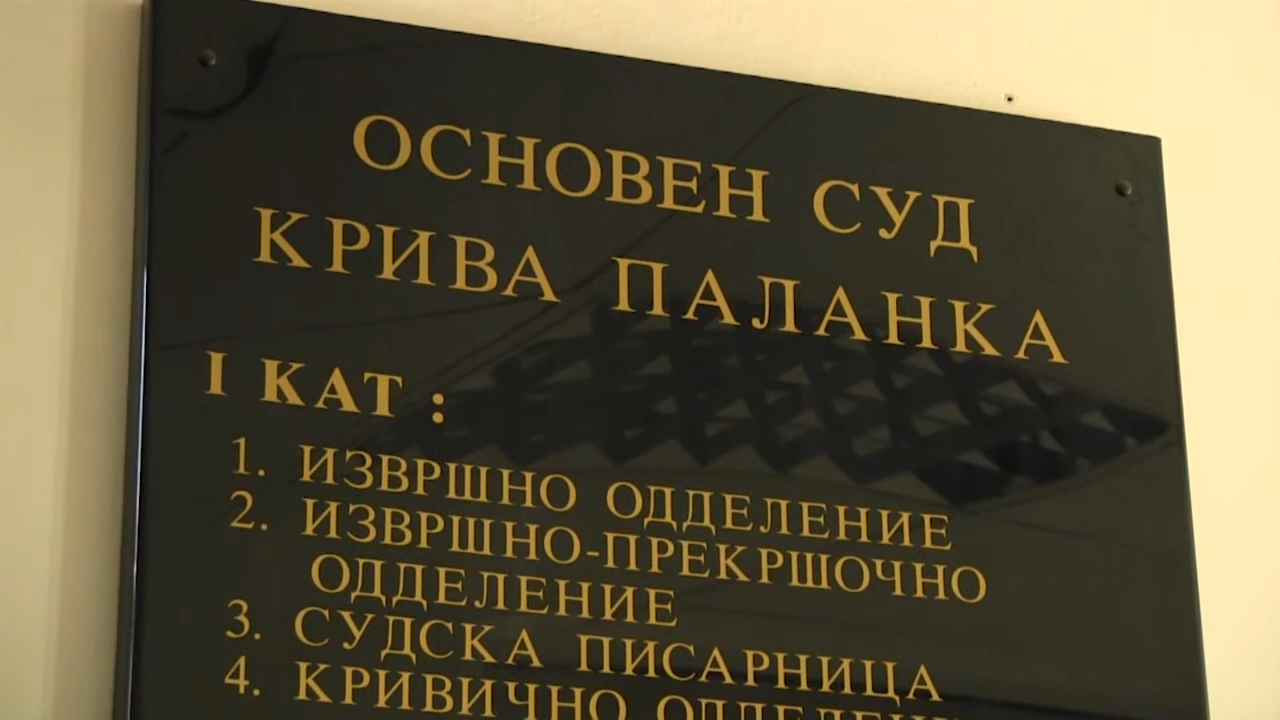 ОСНОВЕН СУД
КРИВА ПАЛАНКА
I КАТ :
1. ИЗВРШНО ОДДЕЛЕНИЕ
2. ИЗВРШНО-ПРЕКРШОЧНО
ОДДЕЛЕНИЕ
3. СУДСКА ПИСАРНИЦА
4. КРИВИЧНО